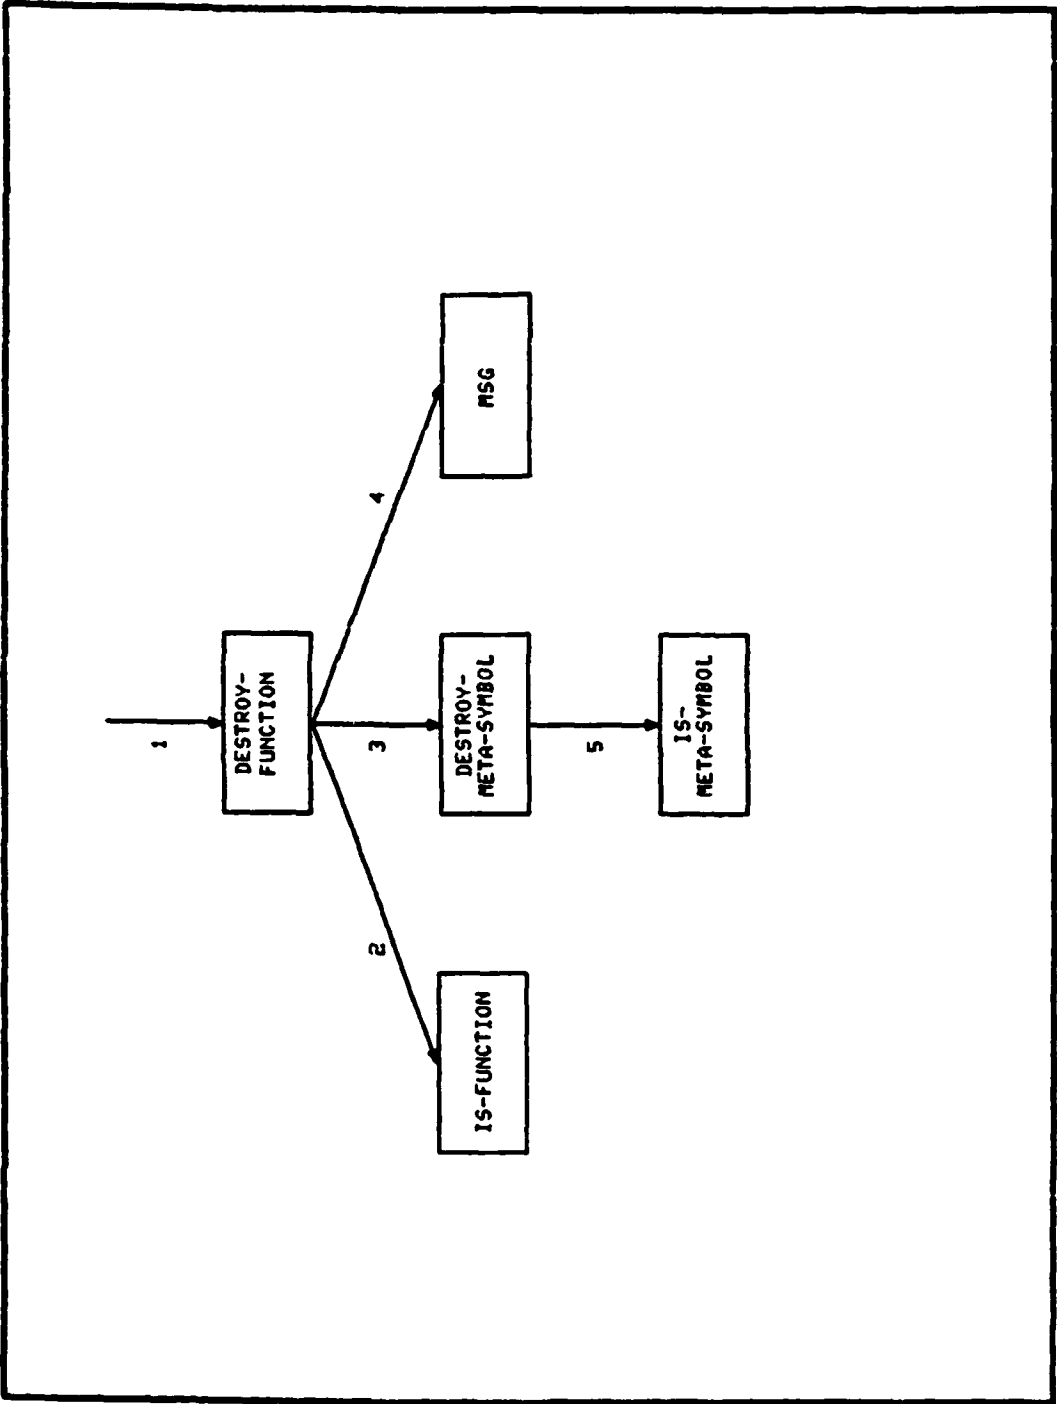 1
DESTROY-
FUNCTION
2
3
4
IS-FUNCTION
DESTROY-
META-SYMBOL
MSG
5
IS-
META-SYMBOL